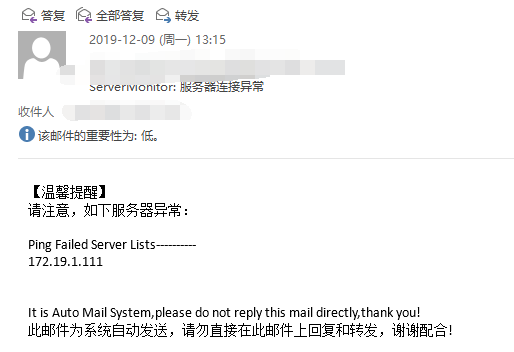 答复 全部答复 转发
2019-12-09 (周一) 13:15
ServerMonitor: 服务器连接异常
收件人
该邮件的重要性为: 低。
【温馨提醒】
请注意，如下服务器异常：
Ping Failed Server Lists----------
172.19.1.111
It is Auto Mail System,please do not reply this mail directly,thank you!
此邮件为系统自动发送，请勿直接在此邮件上回复和转发，谢谢配合!